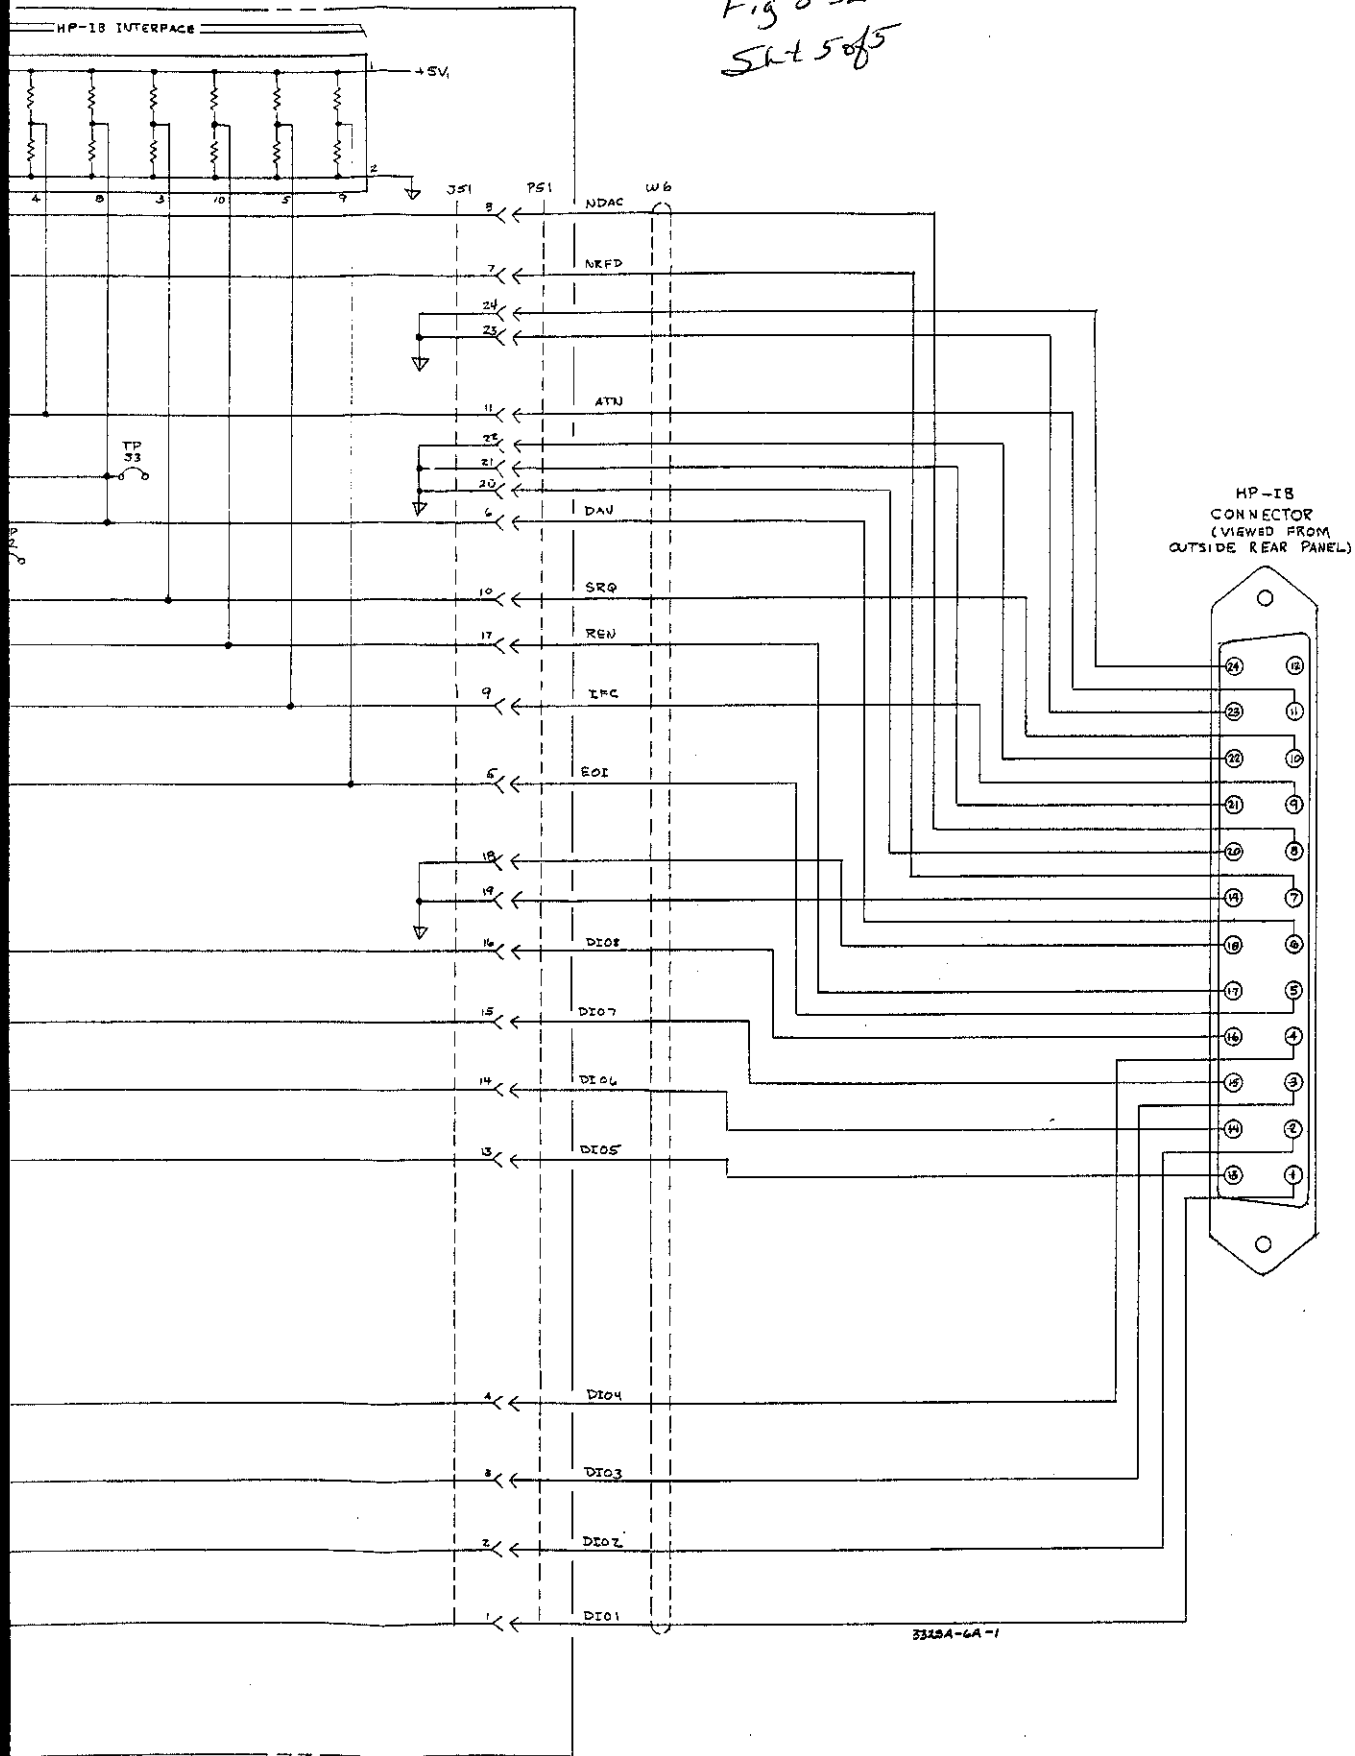 Sht 5 of 5
HP-IB INTERFACE
1
+5V1
2
4 8 3 10 5 9
J51 P51 W6
8 NDAC
7 NRFD
24
23
11 ATN
22
21
20
TP
33
6 DAV
10 SRQ
17 REN
9 IFC
5 EOI
18
19
16 DIO8
15 DIO7
14 DIO6
13 DIO5
4 DIO4
3 DIO3
2 DIO2
1 DIO1
HP-IB
CONNECTOR
(VIEWED FROM
OUTSIDE REAR PANEL)
24 12
23 11
22 10
21 9
20 8
19 7
18 6
17 5
16 4
15 3
14 2
13 1
3325A-6A-1